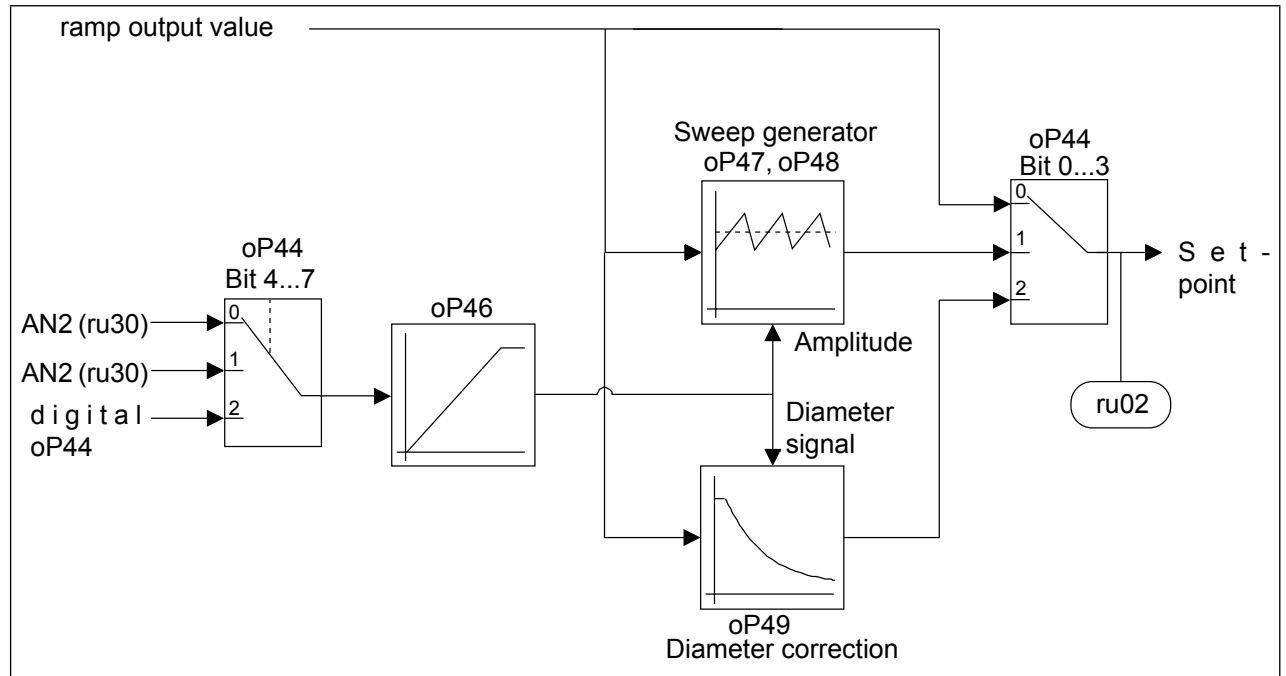 ramp output value
Sweep generator
oP47, oP48
oP44
Bit 0...3
0
1
2
S e t -
point
ru02
oP44
Bit 4...7
AN2 (ru30)
AN2 (ru30)
d i g i t a l
oP44
0
1
2
oP46
Amplitude
Diameter
signal
oP49
Diameter correction